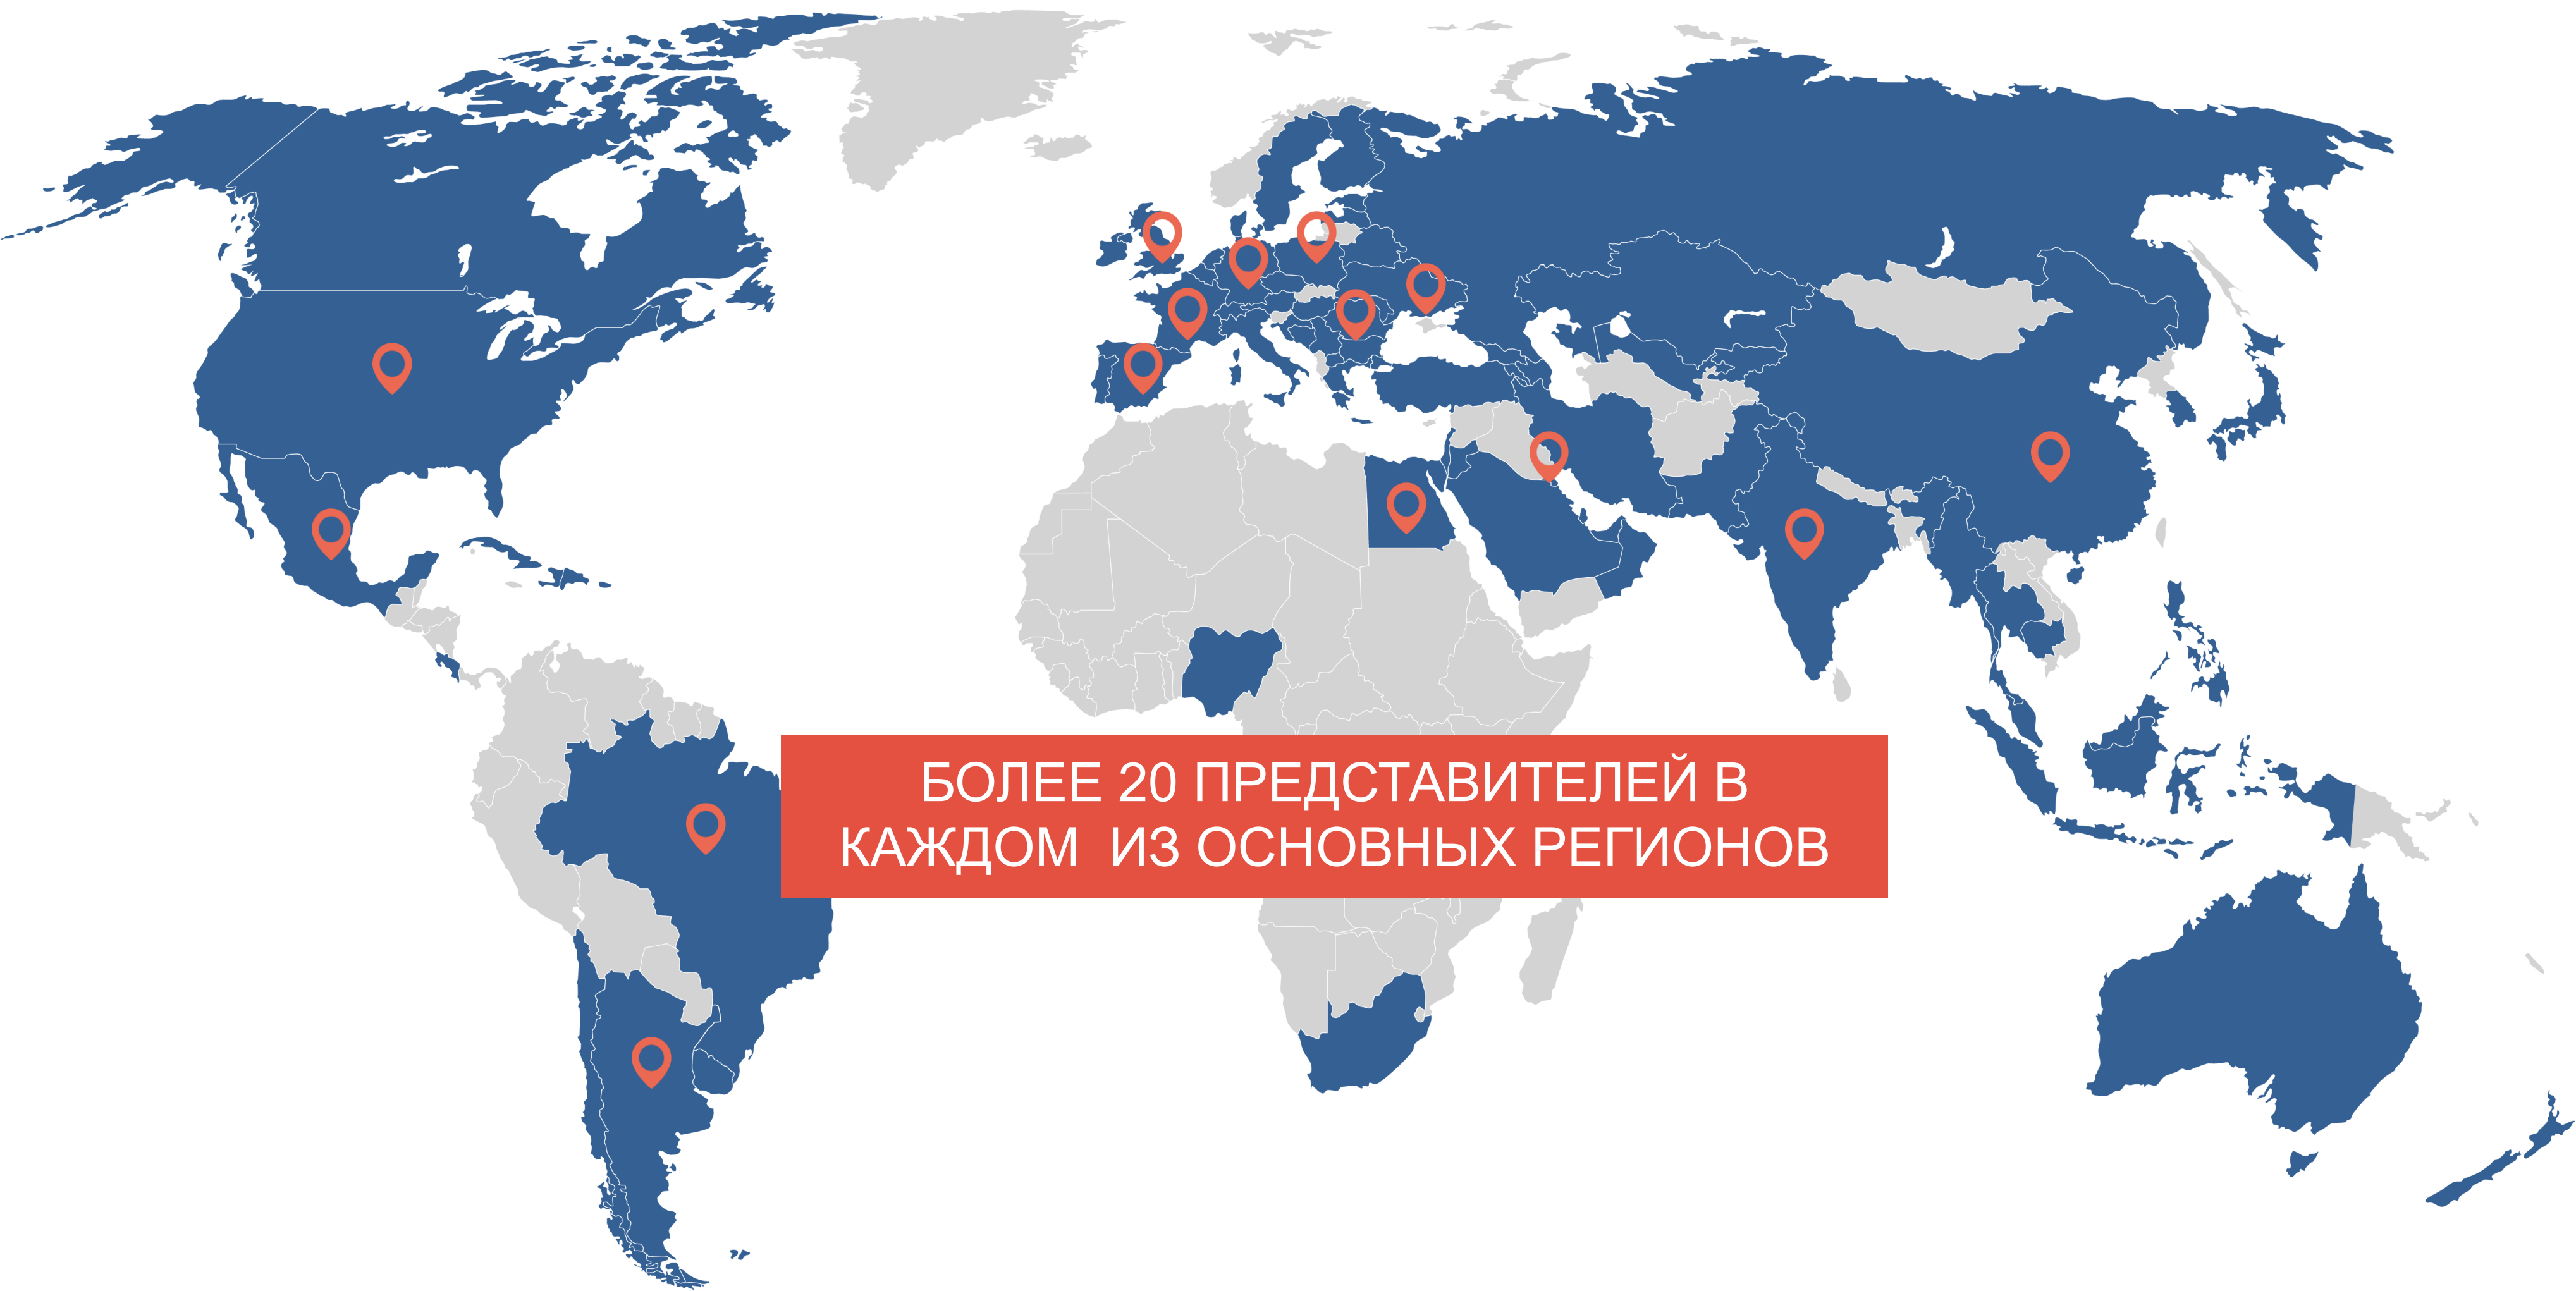 БОЛЕЕ 20 ПРЕДСТАВИТЕЛЕЙ В
КАЖДОМ  ИЗ ОСНОВНЫХ РЕГИОНОВ